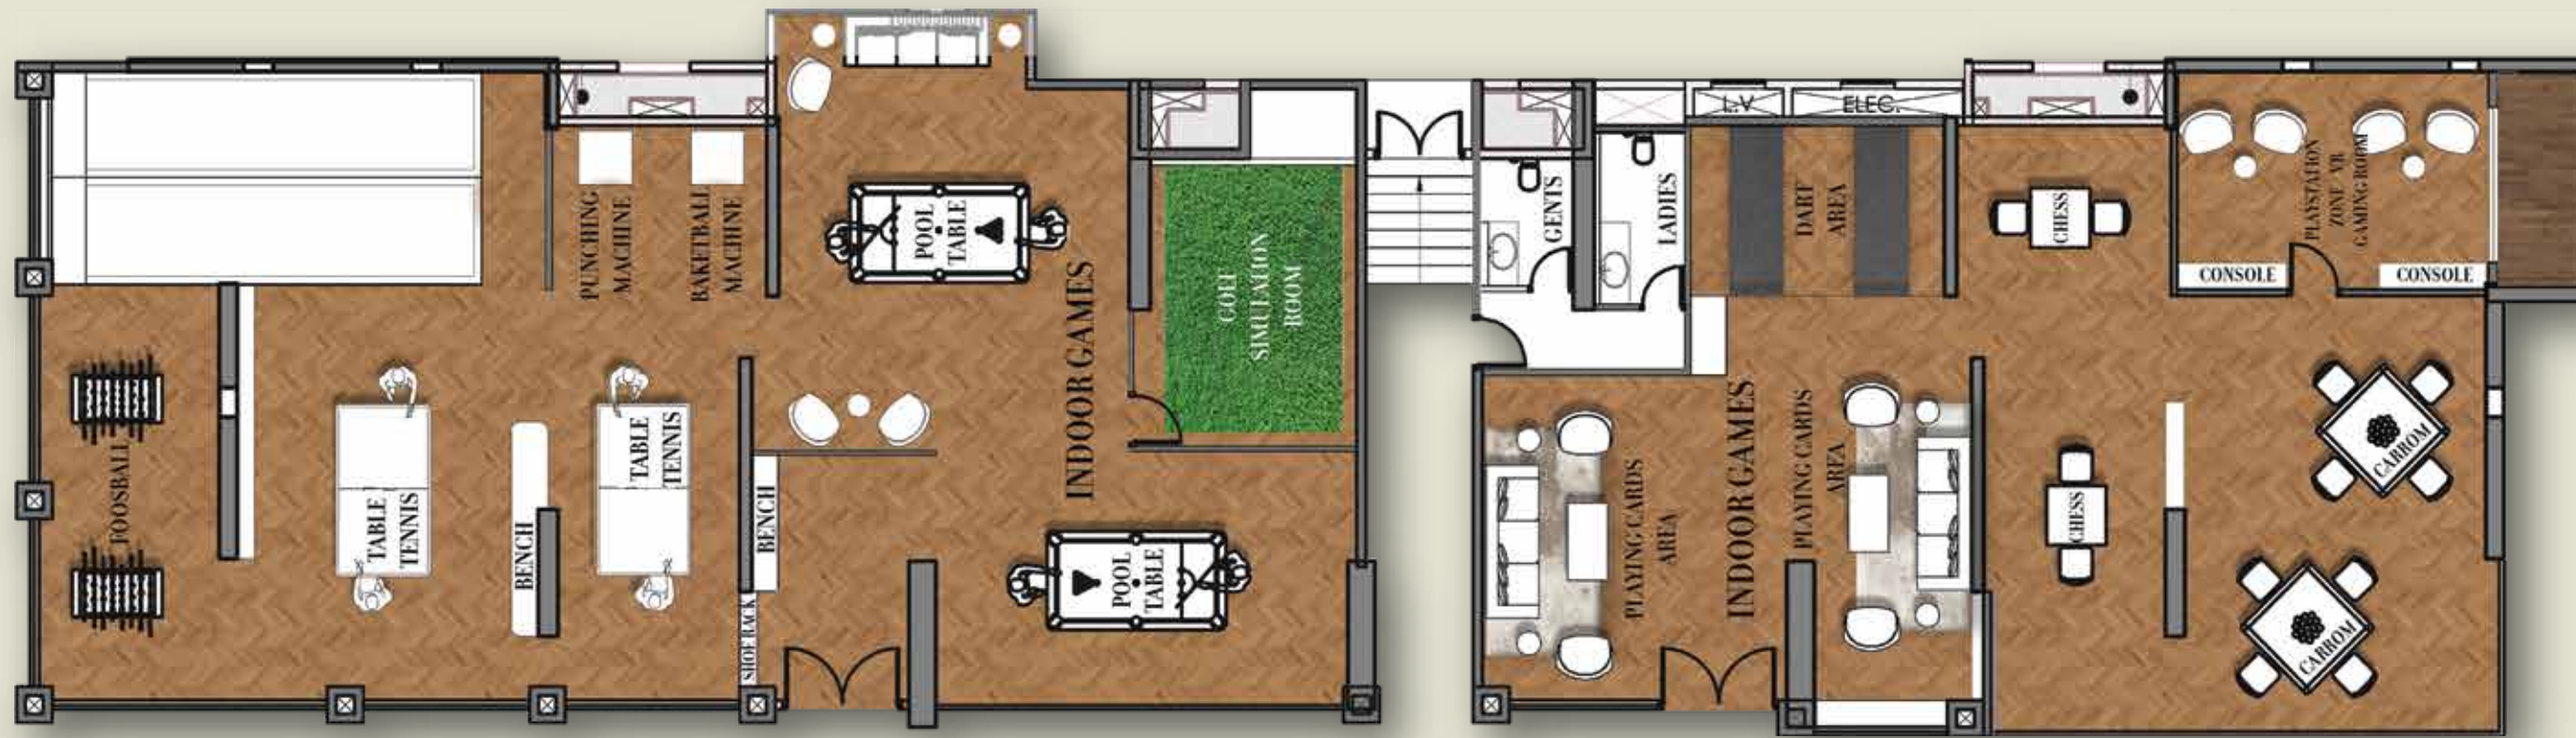 FOOSBALL
TABLE
TENNIS
BENCH
TABLE
TENNIS
PUNCHING
MACHINE
BAKETBALL
MACHINE
BENCH
SHOE RACK
POOL
TABLE
INDOOR GAMES
POOL
TABLE
GOLF
SIMULATION
ROOM
GENTS
LADIES
L.V
ELEC.
DART
AREA
PLAYING CARDS
AREA
INDOOR GAMES
PLAYING CARDS
AREA
CHESS
CHESS
PLAYSTATION
ZONE VR
GAMING ROOM
CONSOLE
CONSOLE
CARROM
CARROM